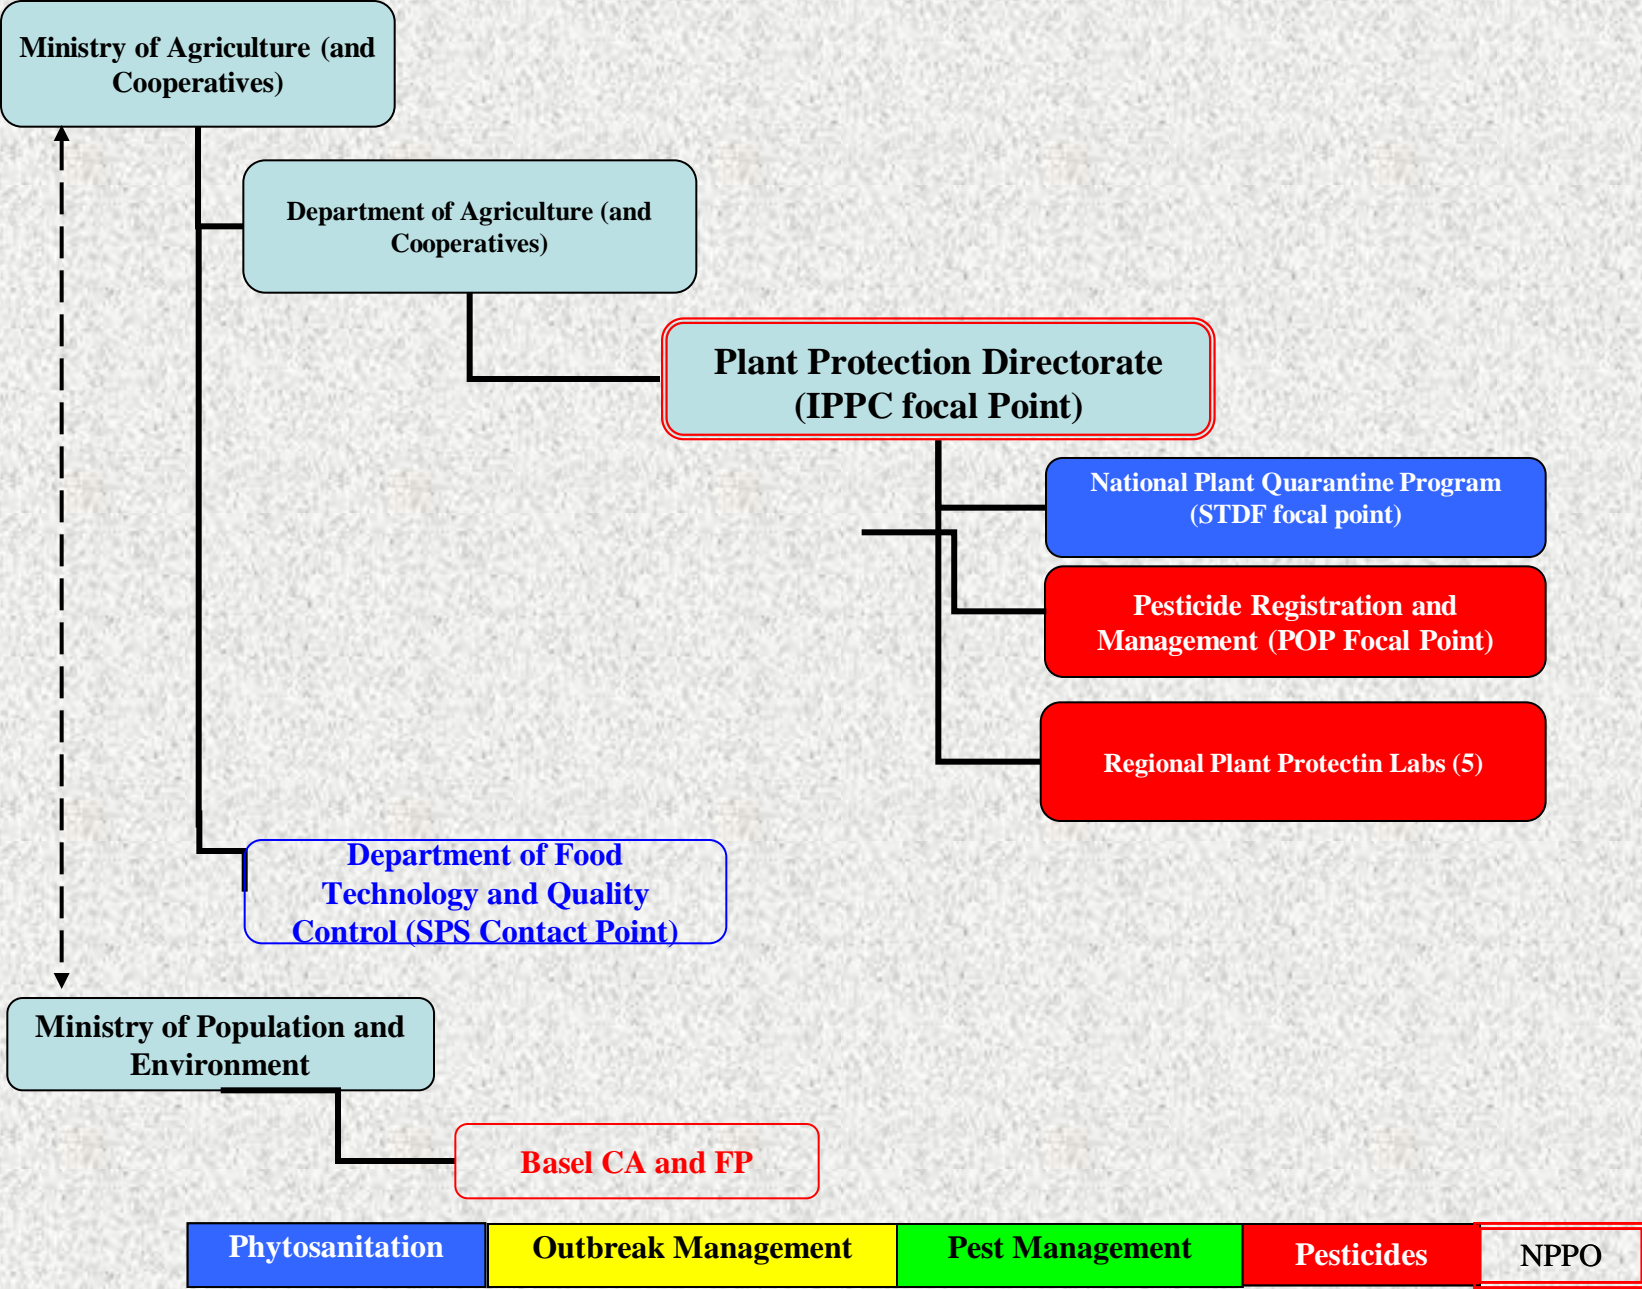 Ministry of Agriculture (and
Cooperatives)
Department of Agriculture (and
Cooperatives)
Plant Protection Directorate
(IPPC focal Point)
National Plant Quarantine Program
(STDF focal point)
Pesticide Registration and
Management (POP Focal Point)
Regional Plant Protectin Labs (5)
Department of Food
Technology and Quality
Control (SPS Contact Point)
Ministry of Population and
Environment
Basel CA and FP
Phytosanitation
Outbreak Management
Pest Management
Pesticides
NPPO